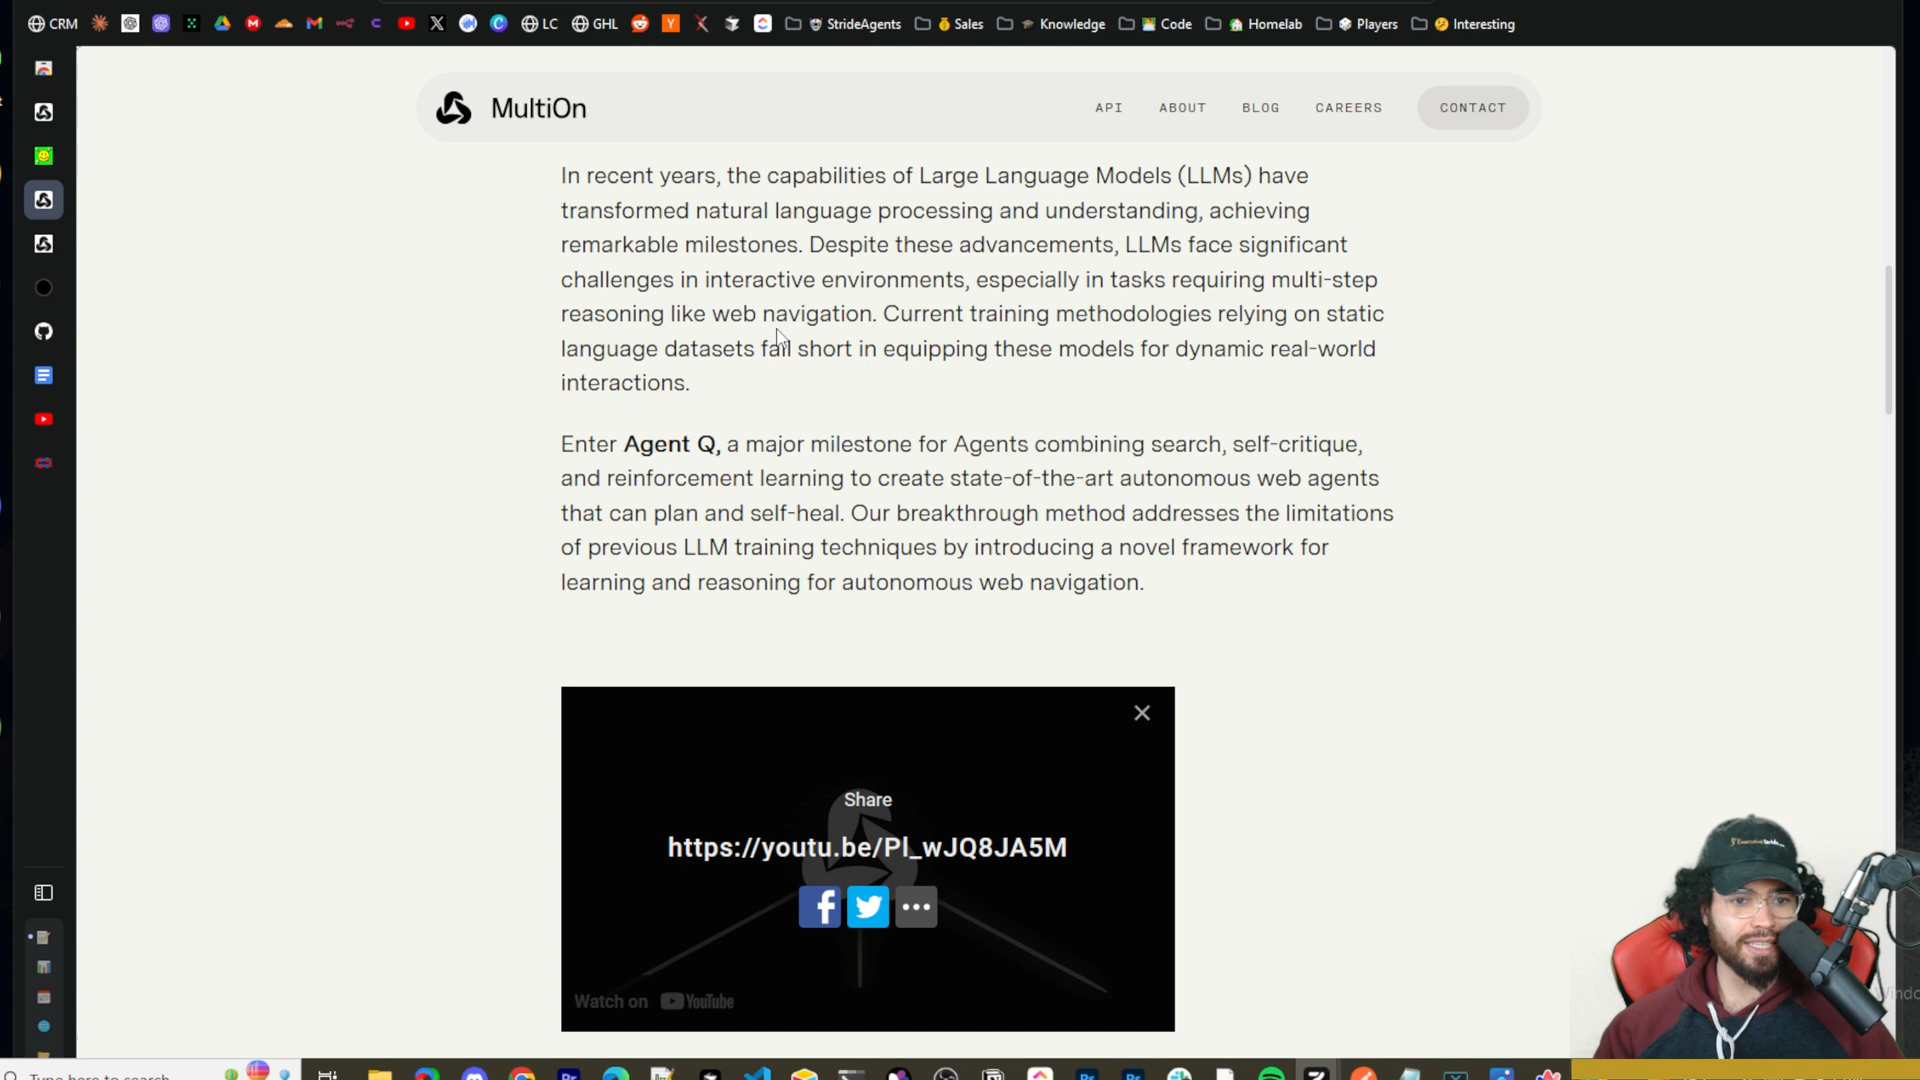 CRM
LC
GHL
StrideAgents
Sales
Knowledge
Code
Homelab
Players
Interesting
MultiOn
API
ABOUT
BLOG
CAREERS
CONTACT
In recent years, the capabilities of Large Language Models (LLMs) have
transformed natural language processing and understanding, achieving
remarkable milestones. Despite these advancements, LLMs face significant
challenges in interactive environments, especially in tasks requiring multi-step
reasoning like web navigation. Current training methodologies relying on static
language datasets fall short in equipping these models for dynamic real-world
interactions.
Enter Agent Q, a major milestone for Agents combining search, self-critique,
and reinforcement learning to create state-of-the-art autonomous web agents
that can plan and self-heal. Our breakthrough method addresses the limitations
of previous LLM training techniques by introducing a novel framework for
learning and reasoning for autonomous web navigation.
Share
https://youtu.be/Pl_wJQ8JA5M
Watch on YouTube
Type here to search